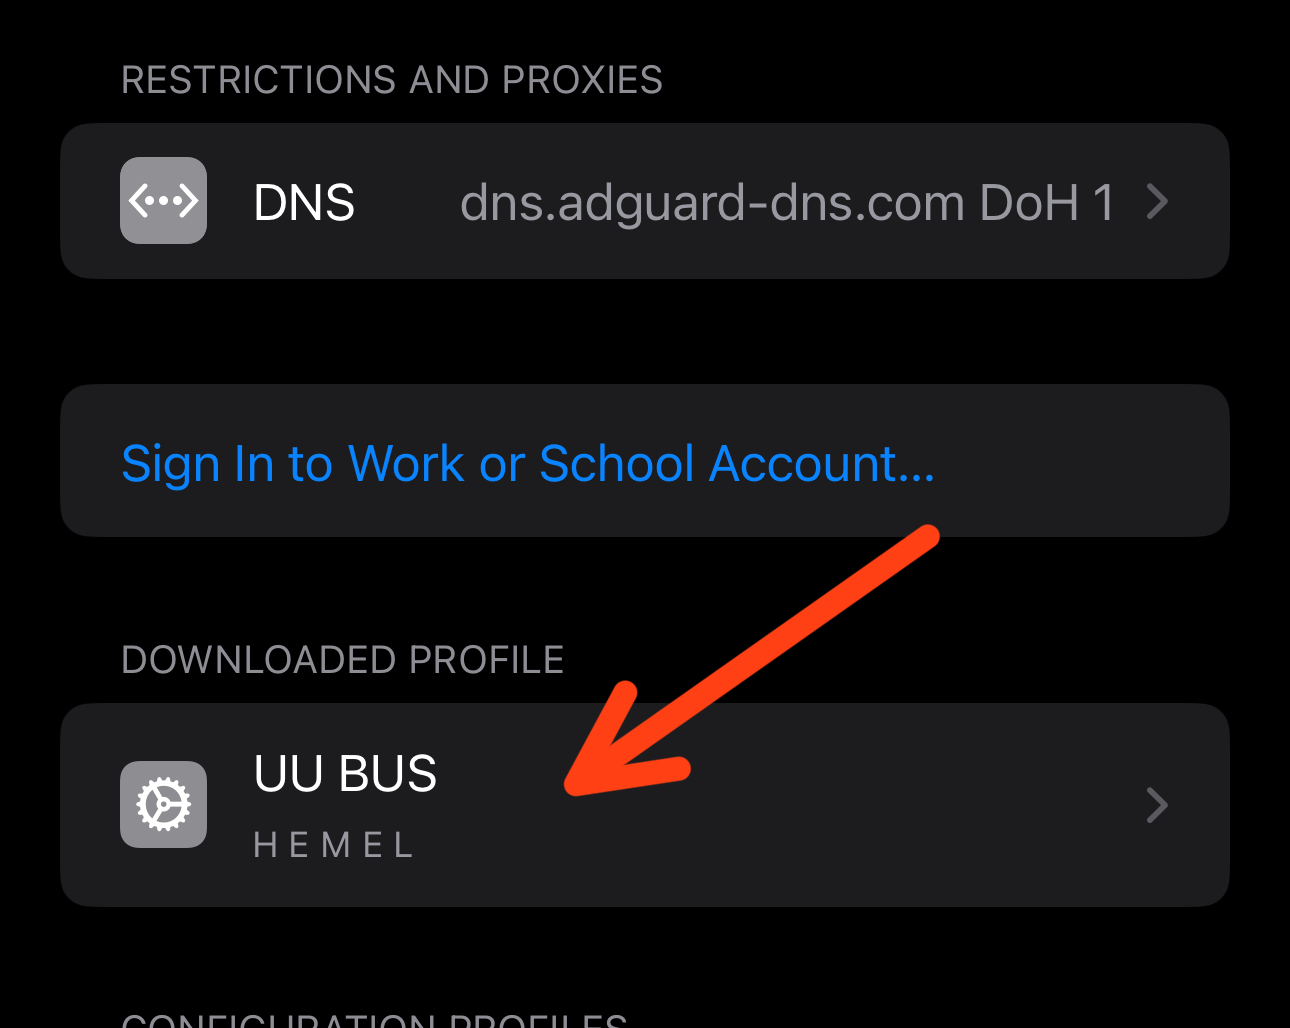 RESTRICTIONS AND PROXIES
DNS dns.adguard-dns.com DoH 1
Sign In to Work or School Account...
DOWNLOADED PROFILE
UU BUS
H E M E L
CONFIGURATION PROFILES